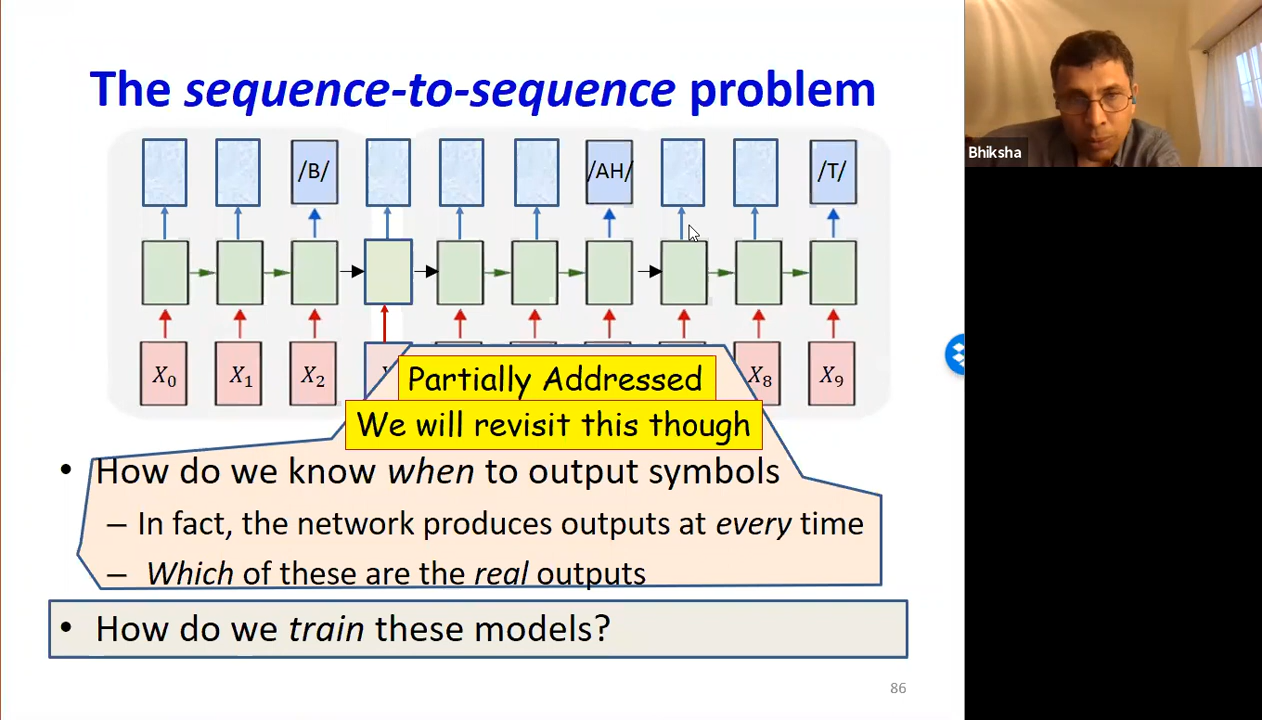 The sequence-to-sequence problem
Bhiksha
/B/ /AH/ /T/
X0 X1 X2 X8 X9
Partially Addressed
We will revisit this though
• How do we know when to output symbols
– In fact, the network produces outputs at every time
– Which of these are the real outputs
• How do we train these models?
86